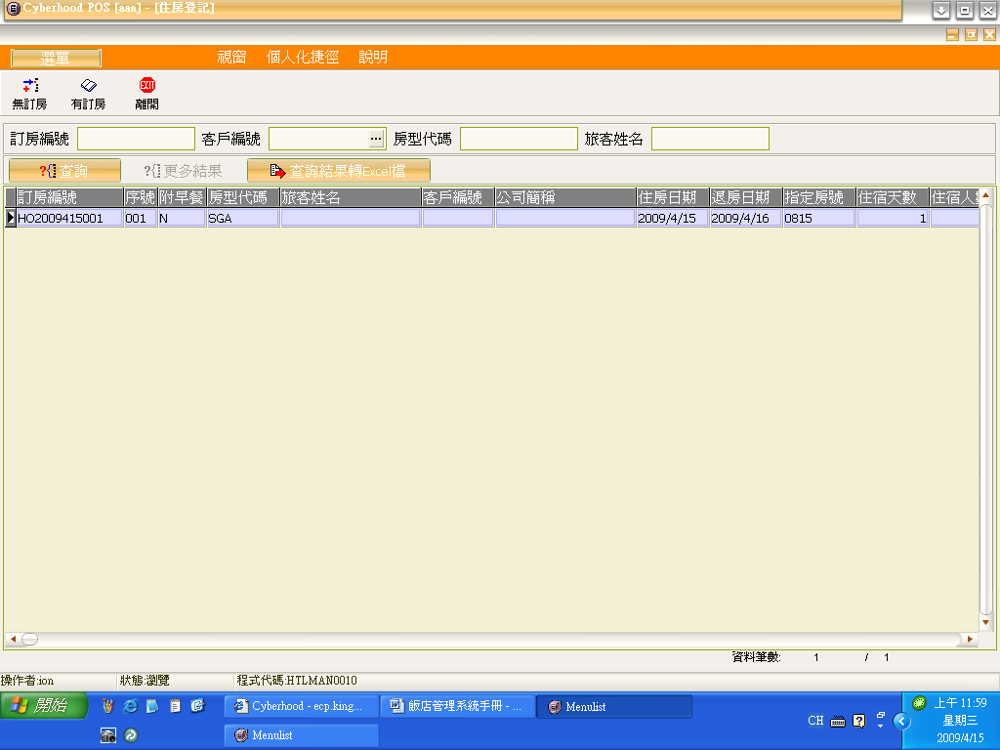 Cyberhood POS [aaa] - [住房登記]
選單 視窗 個人化捷徑 說明
無訂房 有訂房 離開
訂房編號 客戶編號 ... 房型代碼 旅客姓名
?{| 查詢 ?{| 更多結果 查詢結果轉Excel檔
訂房編號 序號 附早餐 房型代碼 旅客姓名 客戶編號 公司簡稱 住房日期 退房日期 指定房號 住宿天數 住宿人數
HO2009415001 001 N SGA 2009/4/15 2009/4/16 0815 1
資料筆數: 1 / 1
操作者:ion 狀態:瀏覽 程式代碼:HTLMAN0010
開始 Cyberhood - ecp.king... 飯店管理系統手冊 - ... Menulist
Menulist
CH
上午 11:59
星期三
2009/4/15